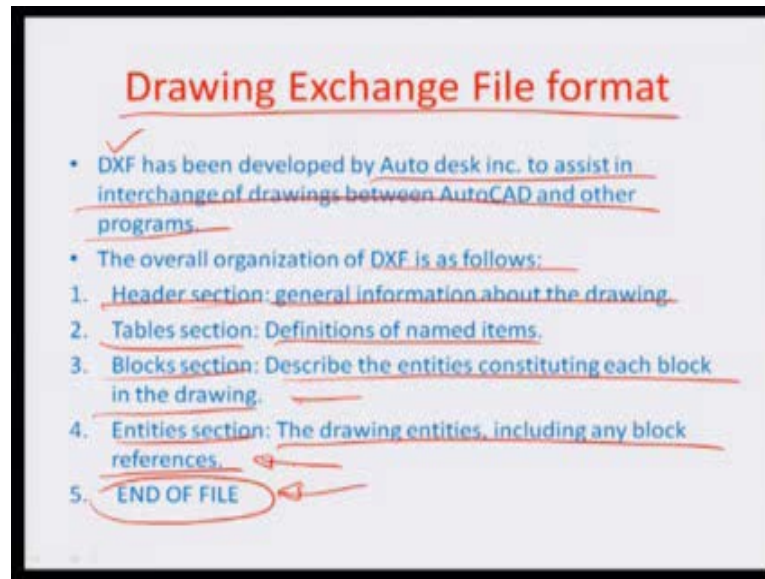 Drawing Exchange File format
• DXF has been developed by Auto desk inc. to assist in
interchange of drawings between AutoCAD and other
programs.
• The overall organization of DXF is as follows:
1. Header section: general information about the drawing.
2. Tables section: Definitions of named items.
3. Blocks section: Describe the entities constituting each block
in the drawing.
4. Entities section: The drawing entities, including any block
references.
5. END OF FILE